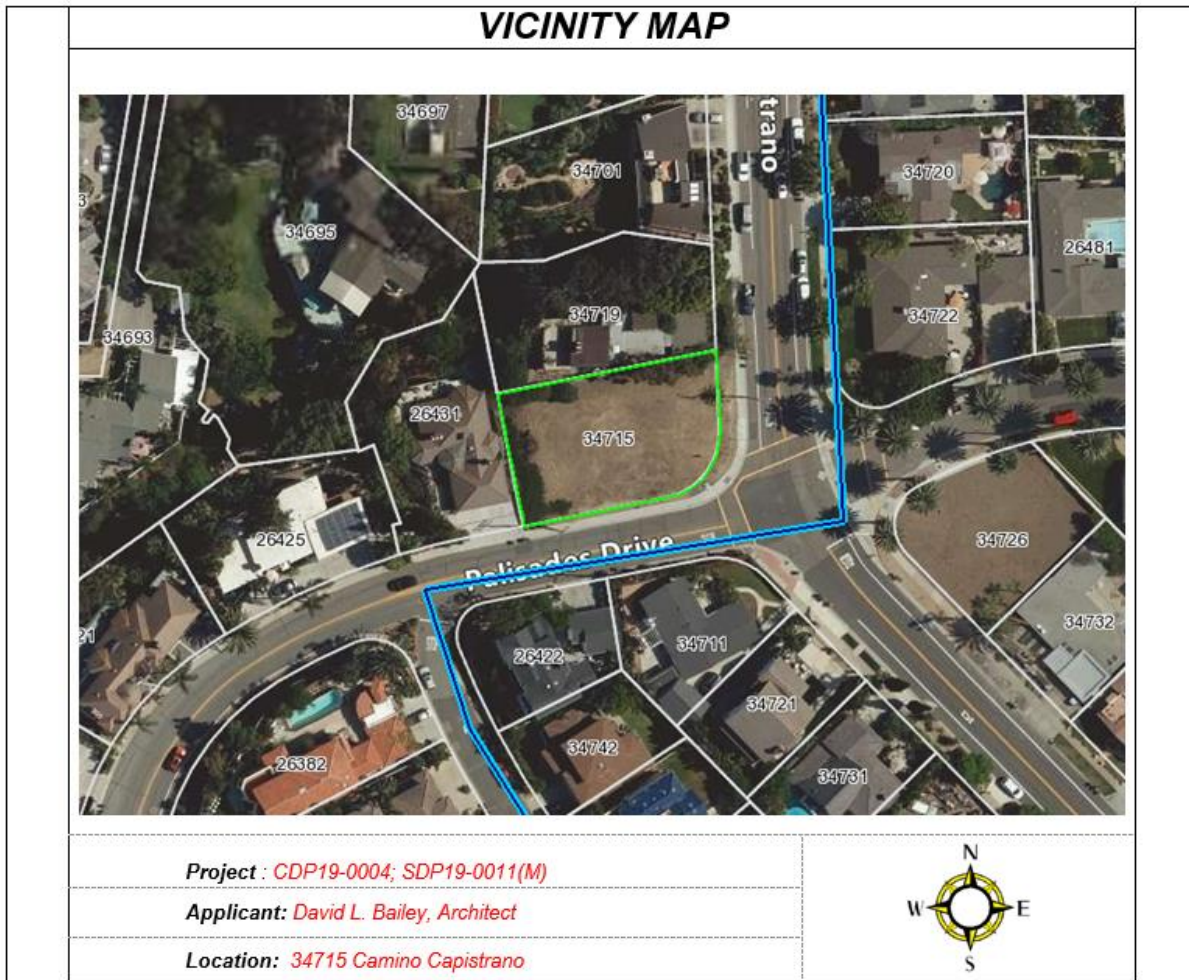 VICINITY MAP
34697
trano
34701
34720
34695
26481
34719
34722
34693
26431
34715
26425
34726
Palisades Drive
34732
21
26422
34711
34721
34742
26382
34731
Project : CDP19-0004; SDP19-0011(M)
Applicant: David L. Bailey, Architect
Location: 34715 Camino Capistrano
N
W E
S